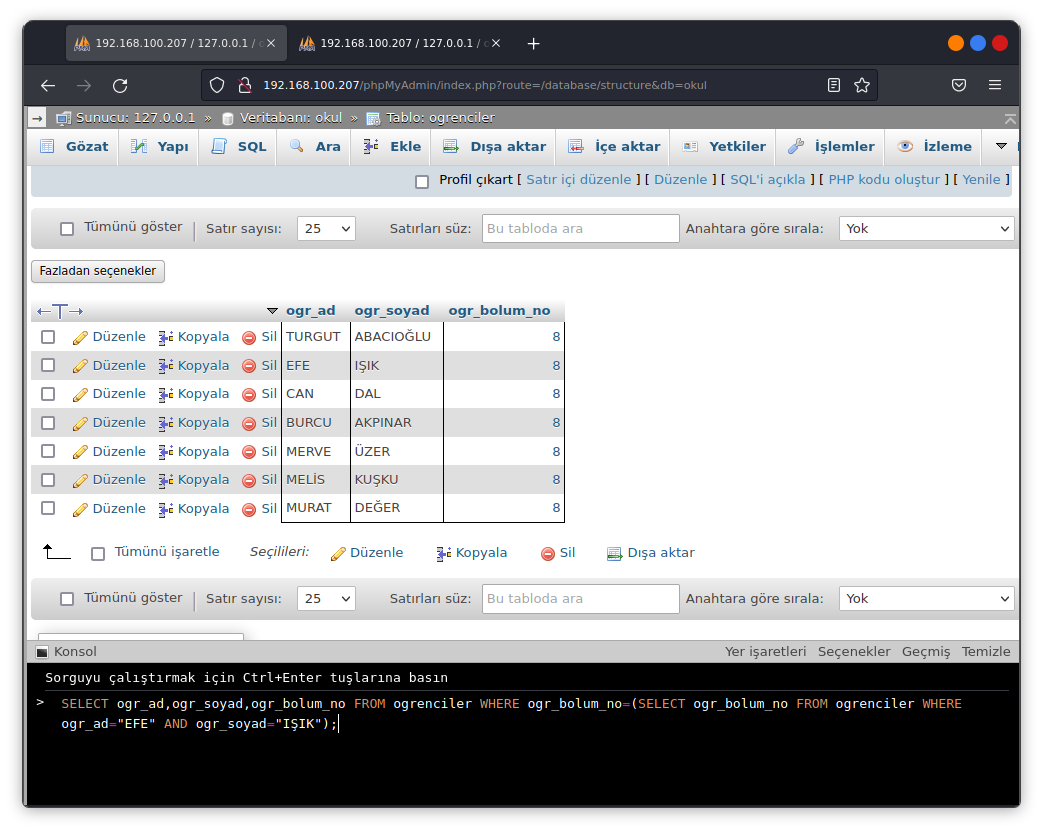 192.168.100.207 / 127.0.0.1 / 192.168.100.207 / 127.0.0.1 /
192.168.100.207/phpMyAdmin/index.php?route=/database/structure&db=okul
Sunucu: 127.0.0.1 » Veritabanı: okul » Tablo: ogrenciler
Gözat Yapı SQL Ara Ekle Dışa aktar İçe aktar Yetkiler İşlemler İzleme
Profil çıkart [ Satır içi düzenle ] [ Düzenle ] [ SQL'i açıkla ] [ PHP kodu oluştur ] [ Yenile ]
Tümünü göster Satır sayısı: 25 Satırları süz: Bu tabloda ara Anahtara göre sırala: Yok
Fazladan seçenekler
←T→ ogr_ad ogr_soyad ogr_bolum_no
Düzenle Kopyala Sil TURGUT ABACIOĞLU 8
Düzenle Kopyala Sil EFE IŞIK 8
Düzenle Kopyala Sil CAN DAL 8
Düzenle Kopyala Sil BURCU AKPINAR 8
Düzenle Kopyala Sil MERVE ÜZER 8
Düzenle Kopyala Sil MELİS KUŞKU 8
Düzenle Kopyala Sil MURAT DEĞER 8
Tümünü işaretle Seçilileri: Düzenle Kopyala Sil Dışa aktar
Tümünü göster Satır sayısı: 25 Satırları süz: Bu tabloda ara Anahtara göre sırala: Yok
Konsol Yer işaretleri Seçenekler Geçmiş Temizle
Sorguyu çalıştırmak için Ctrl+Enter tuşlarına basın
> SELECT ogr_ad,ogr_soyad,ogr_bolum_no FROM ogrenciler WHERE ogr_bolum_no=(SELECT ogr_bolum_no FROM ogrenciler WHERE
ogr_ad="EFE" AND ogr_soyad="IŞIK");